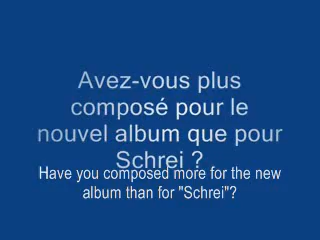 Avez-vous plus
composé pour le
nouvel album que pour
Schrei ?
Have you composed more for the new
album than for "Schrei"?